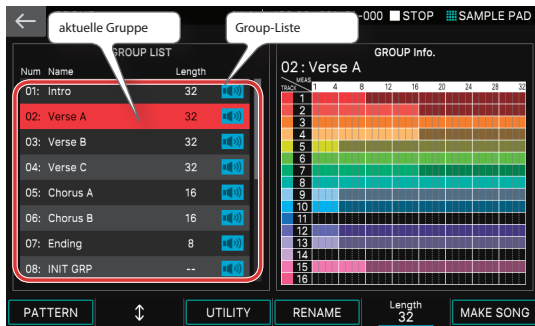 aktuelle Gruppe
Group-Liste
-000 STOP SAMPLE PAD
GROUP LIST
Num Name Length
01: Intro 32
02: Verse A 32
03: Verse B 32
04: Verse C 32
05: Chorus A 16
06: Chorus B 16
07: Ending 8
08: INIT GRP --
GROUP Info.
02 : Verse A
MEAS
TRACK 1 4 8 12 16 20 24 28 32
1
2
3
4
5
6
7
8
9
10
11
12
13
14
15
16
PATTERN UTILITY RENAME Length 32 MAKE SONG